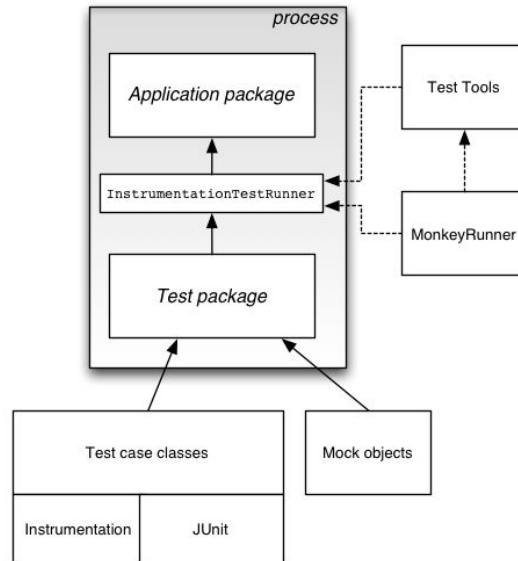 process
Application package
Test Tools
InstrumentationTestRunner
MonkeyRunner
Test package
Test case classes
Mock objects
Instrumentation
JUnit